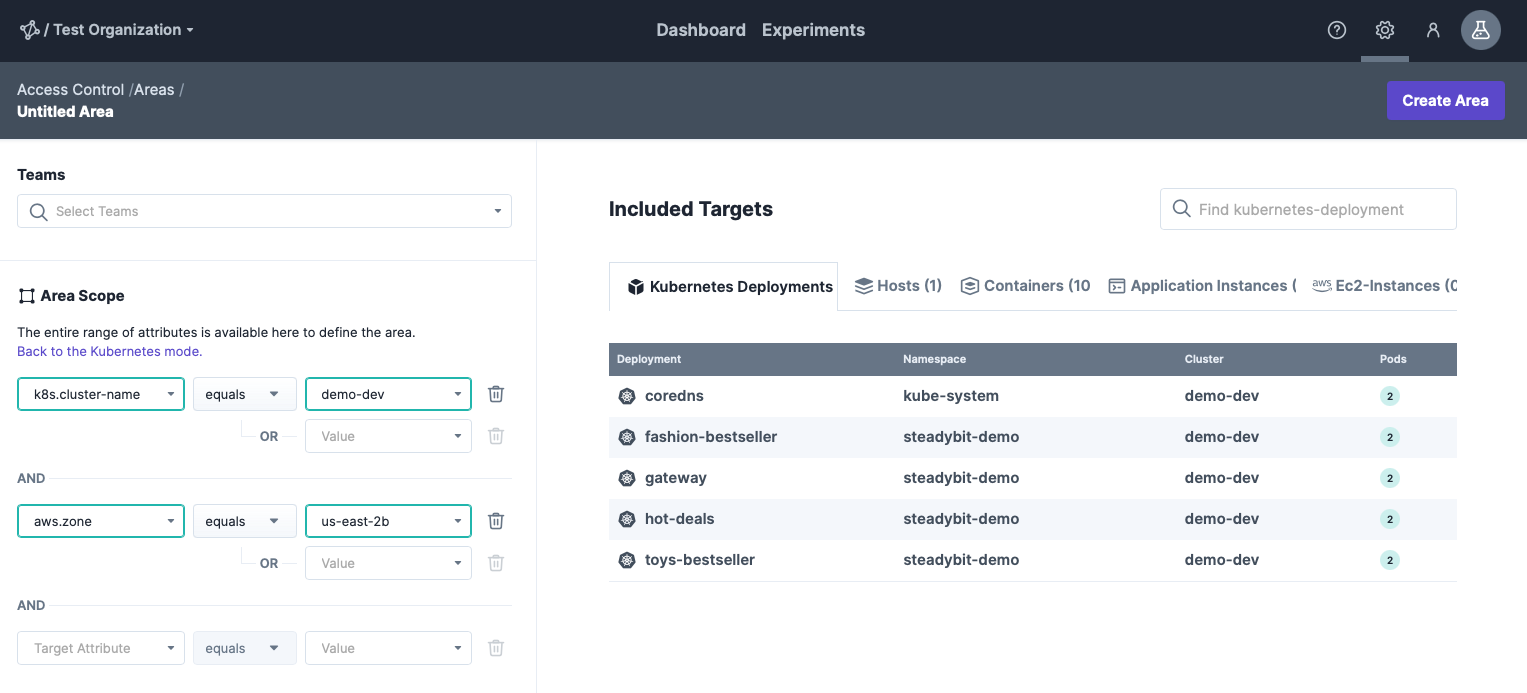 / Test Organization
Dashboard Experiments
Access Control / Areas /
Untitled Area
Create Area
Teams
Select Teams
Area Scope
The entire range of attributes is available here to define the area.
Back to the Kubernetes mode.
k8s.cluster-name equals demo-dev
OR Value
AND
aws.zone equals us-east-2b
OR Value
AND
Target Attribute equals Value
Included Targets
Find kubernetes-deployment
Kubernetes Deployments Hosts (1) Containers (10 Application Instances ( aws Ec2-Instances (0
Deployment Namespace Cluster Pods
coredns kube-system demo-dev 2
fashion-bestseller steadybit-demo demo-dev 2
gateway steadybit-demo demo-dev 2
hot-deals steadybit-demo demo-dev 2
toys-bestseller steadybit-demo demo-dev 2